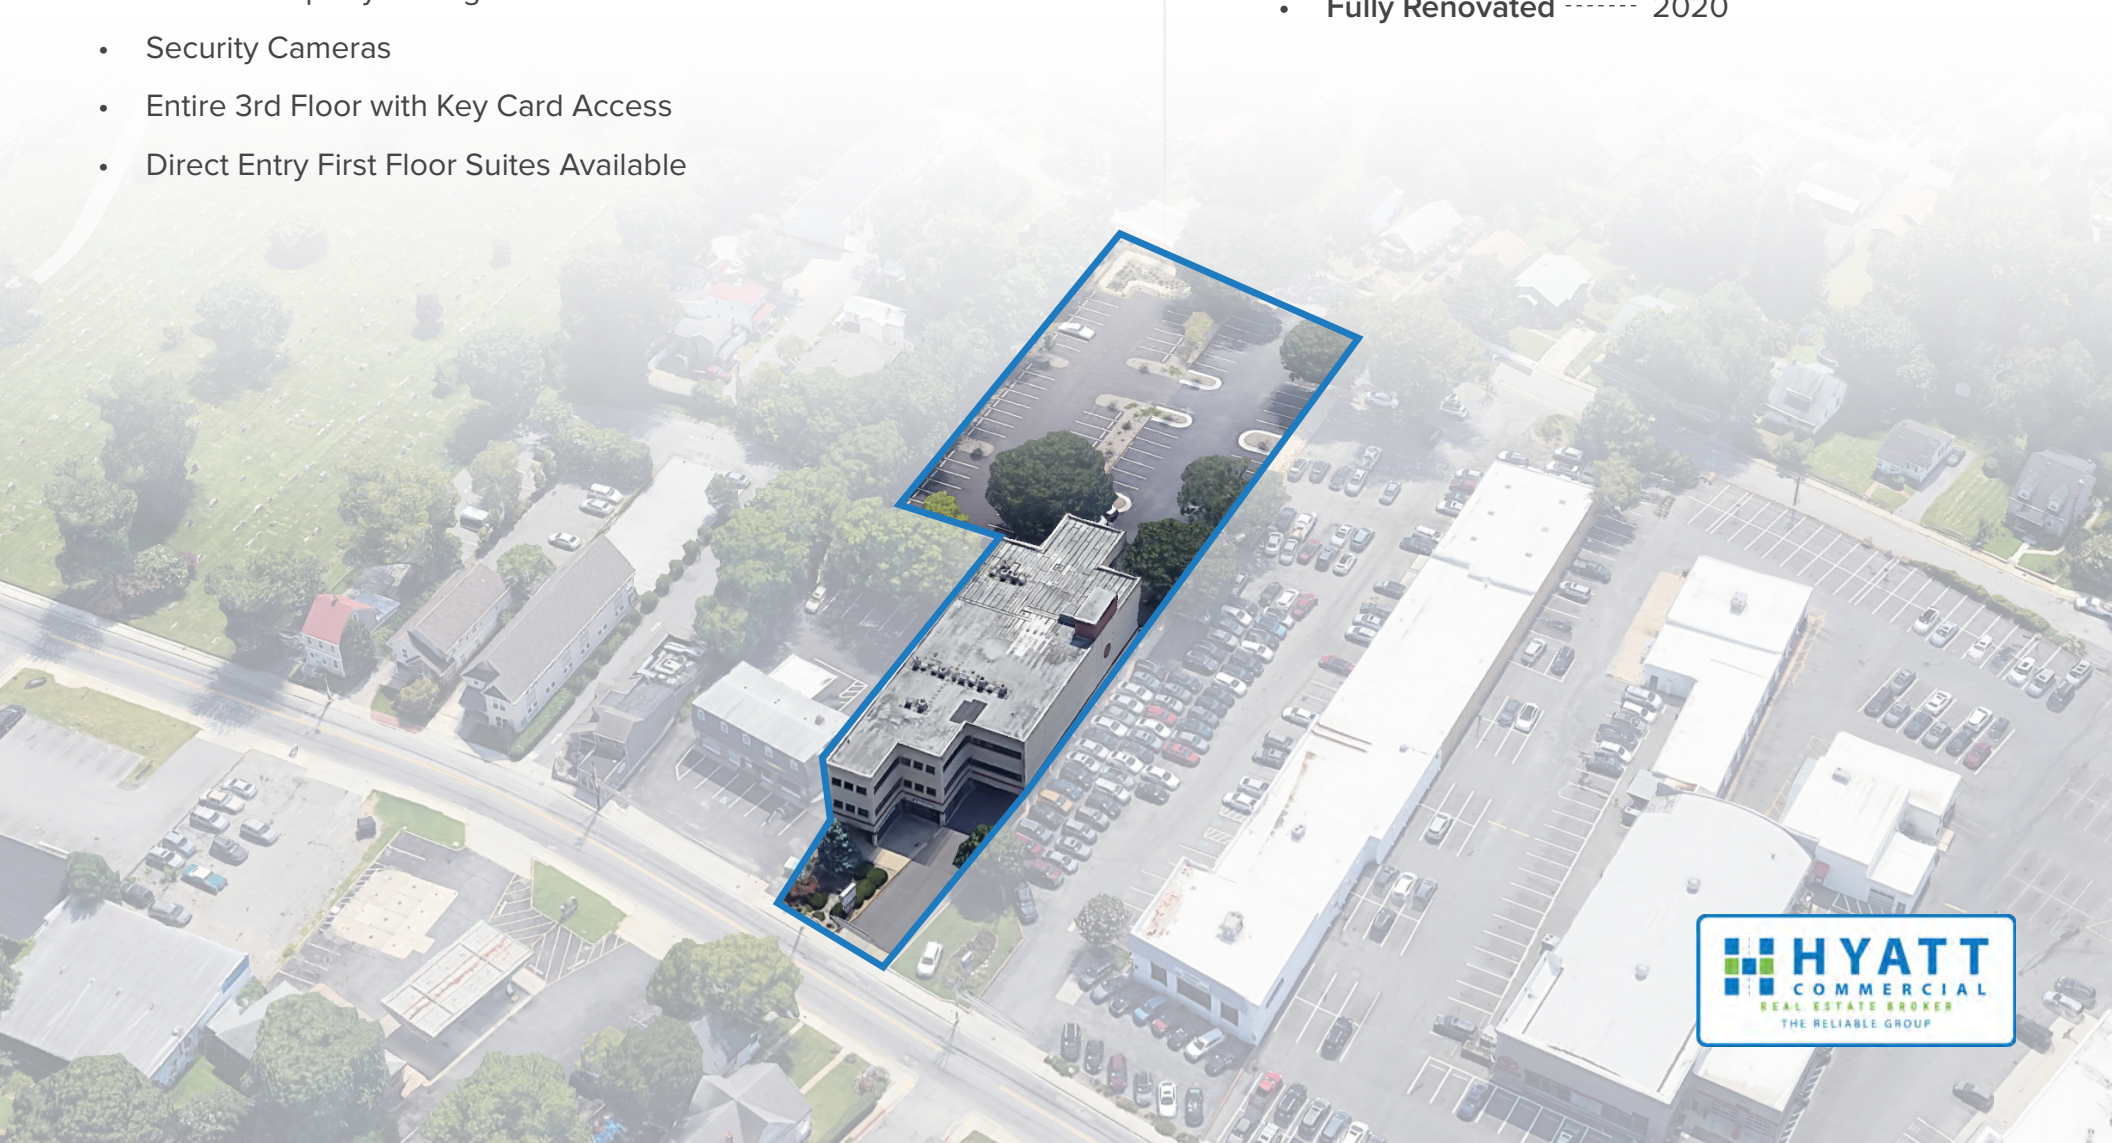 Security Cameras
Entire 3rd Floor with Key Card Access
Direct Entry First Floor Suites Available
Fully Renovated ------- 2020
HYATT
COMMERCIAL
REAL ESTATE BROKER
THE RELIABLE GROUP